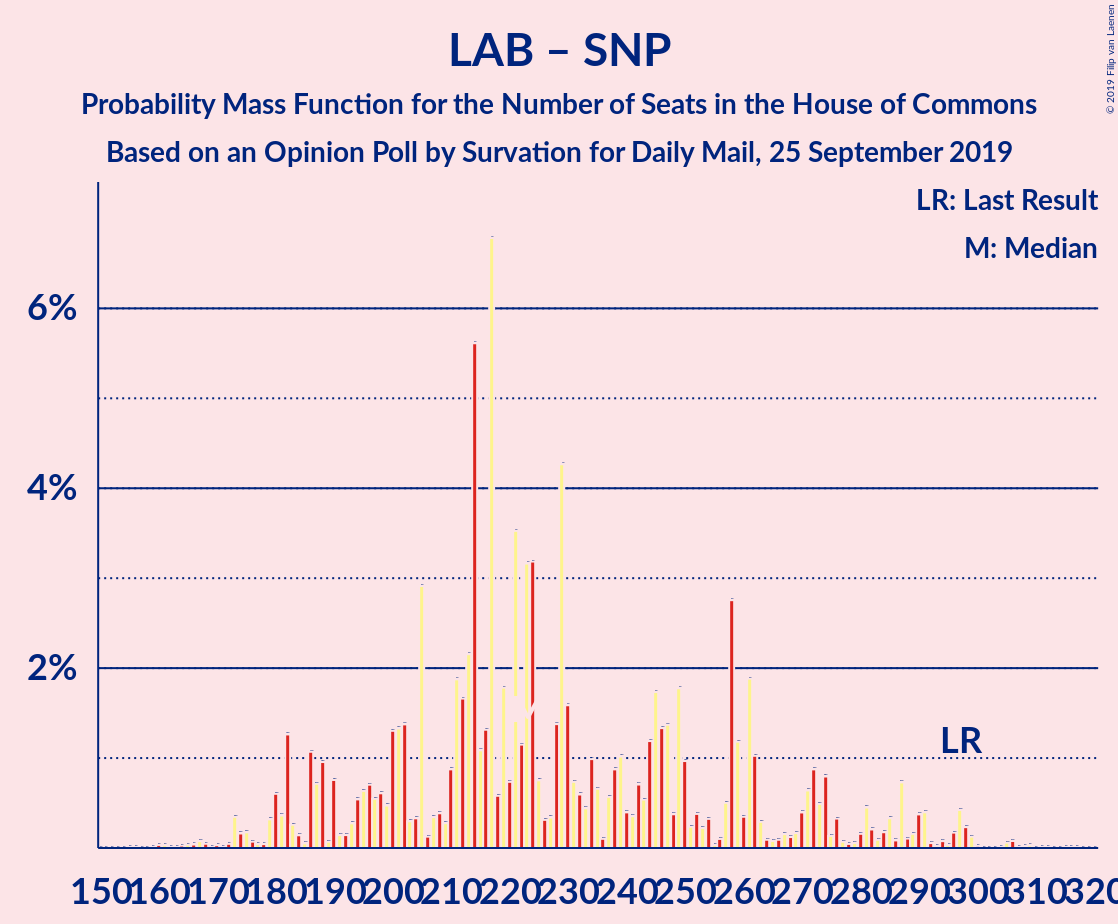 LAB – SNP
Probability Mass Function for the Number of Seats in the House of Commons
Based on an Opinion Poll by Survation for Daily Mail, 25 September 2019
© 2019 Filip van Laenen
LR: Last Result
M: Median
6%
4%
2%
LR
150 160 170 180 190 200 210 220 230 240 250 260 270 280 290 300 310 320